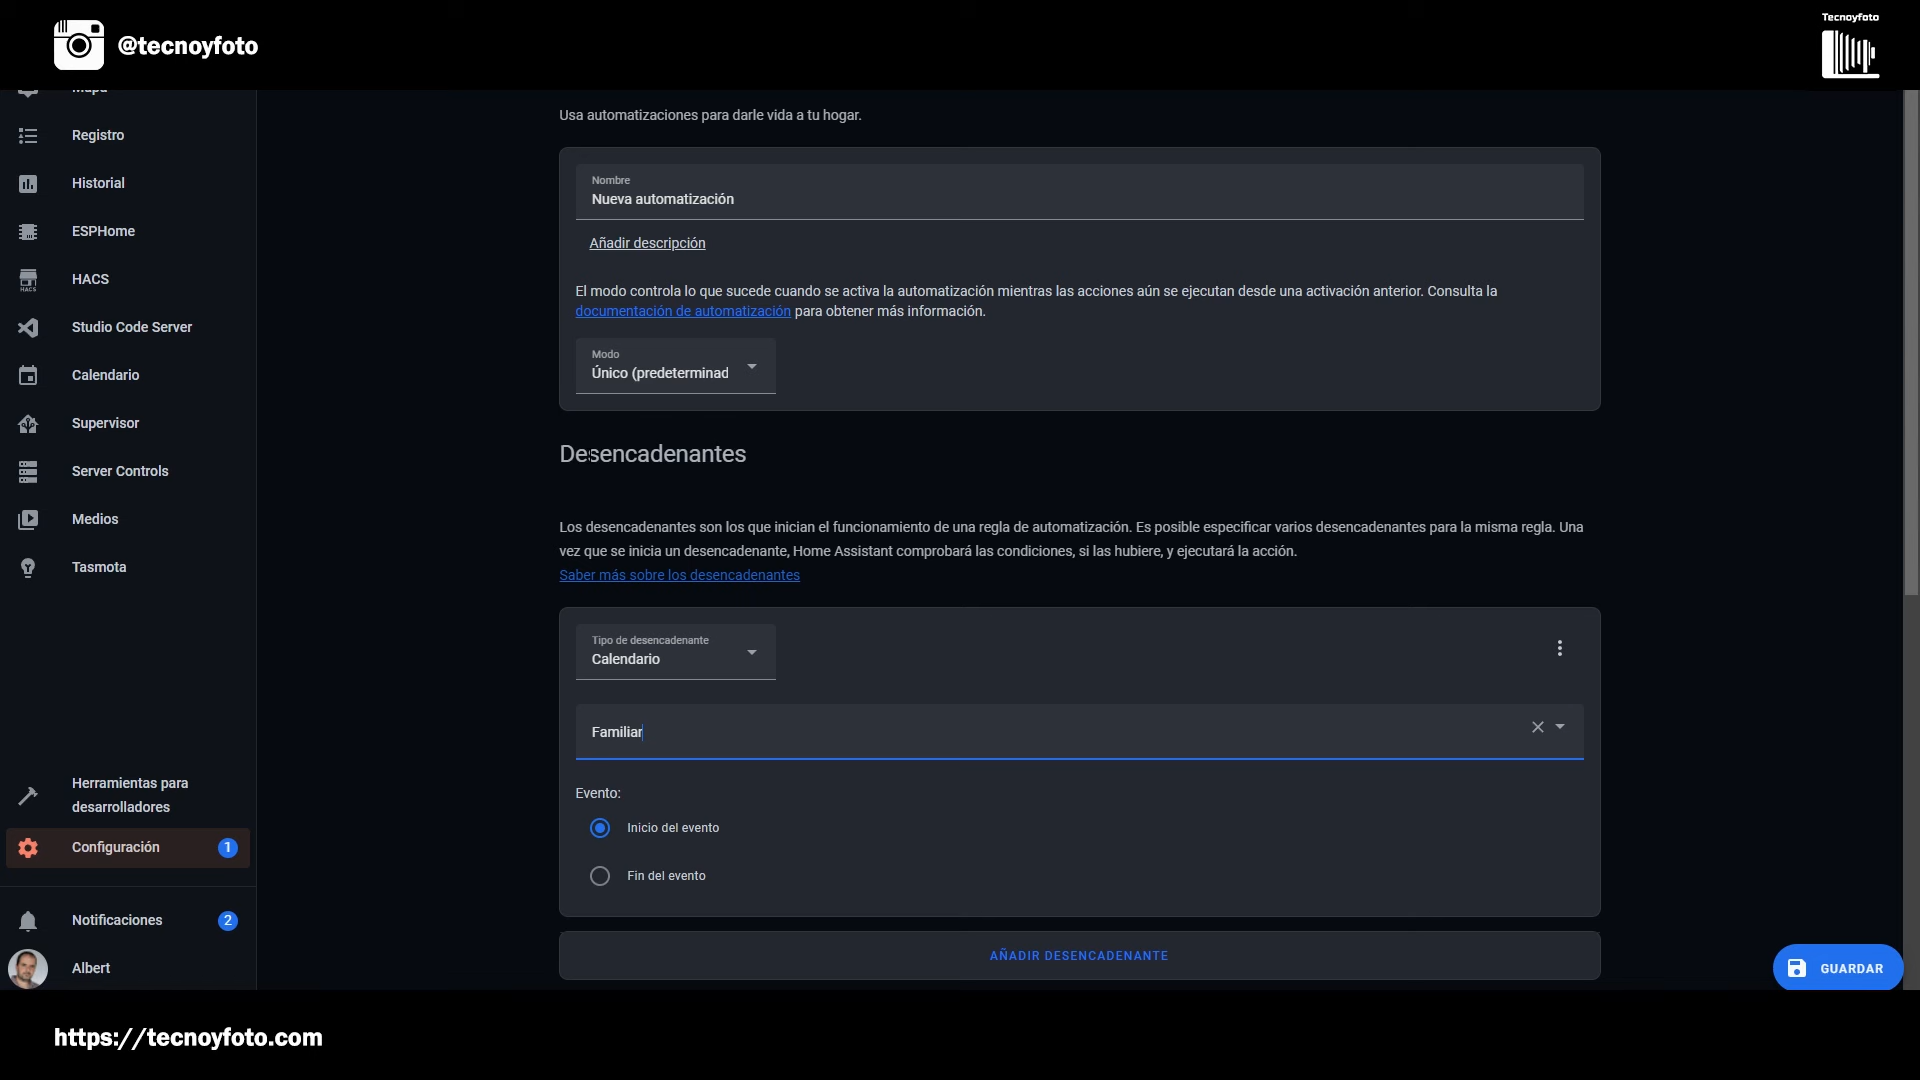 @tecnoyfoto
Tecnoyfoto
Mapa
Registro
Historial
ESPHome
HACS
HACS
Studio Code Server
Calendario
Supervisor
Server Controls
Medios
Tasmota
Herramientas para
desarrolladores
Configuración
1
Notificaciones
2
Albert
Usa automatizaciones para darle vida a tu hogar.
Nombre
Nueva automatización
Añadir descripción
El modo controla lo que sucede cuando se activa la automatización mientras las acciones aún se ejecutan desde una activación anterior. Consulta la
documentación de automatización para obtener más información.
Modo
Único (predeterminad
Desencadenantes
Los desencadenantes son los que inician el funcionamiento de una regla de automatización. Es posible especificar varios desencadenantes para la misma regla. Una
vez que se inicia un desencadenante, Home Assistant comprobará las condiciones, si las hubiere, y ejecutará la acción.
Saber más sobre los desencadenantes
Tipo de desencadenante
Calendario
Familiar
Evento:
Inicio del evento
Fin del evento
AÑADIR DESENCADENANTE
GUARDAR
https://tecnoyfoto.com